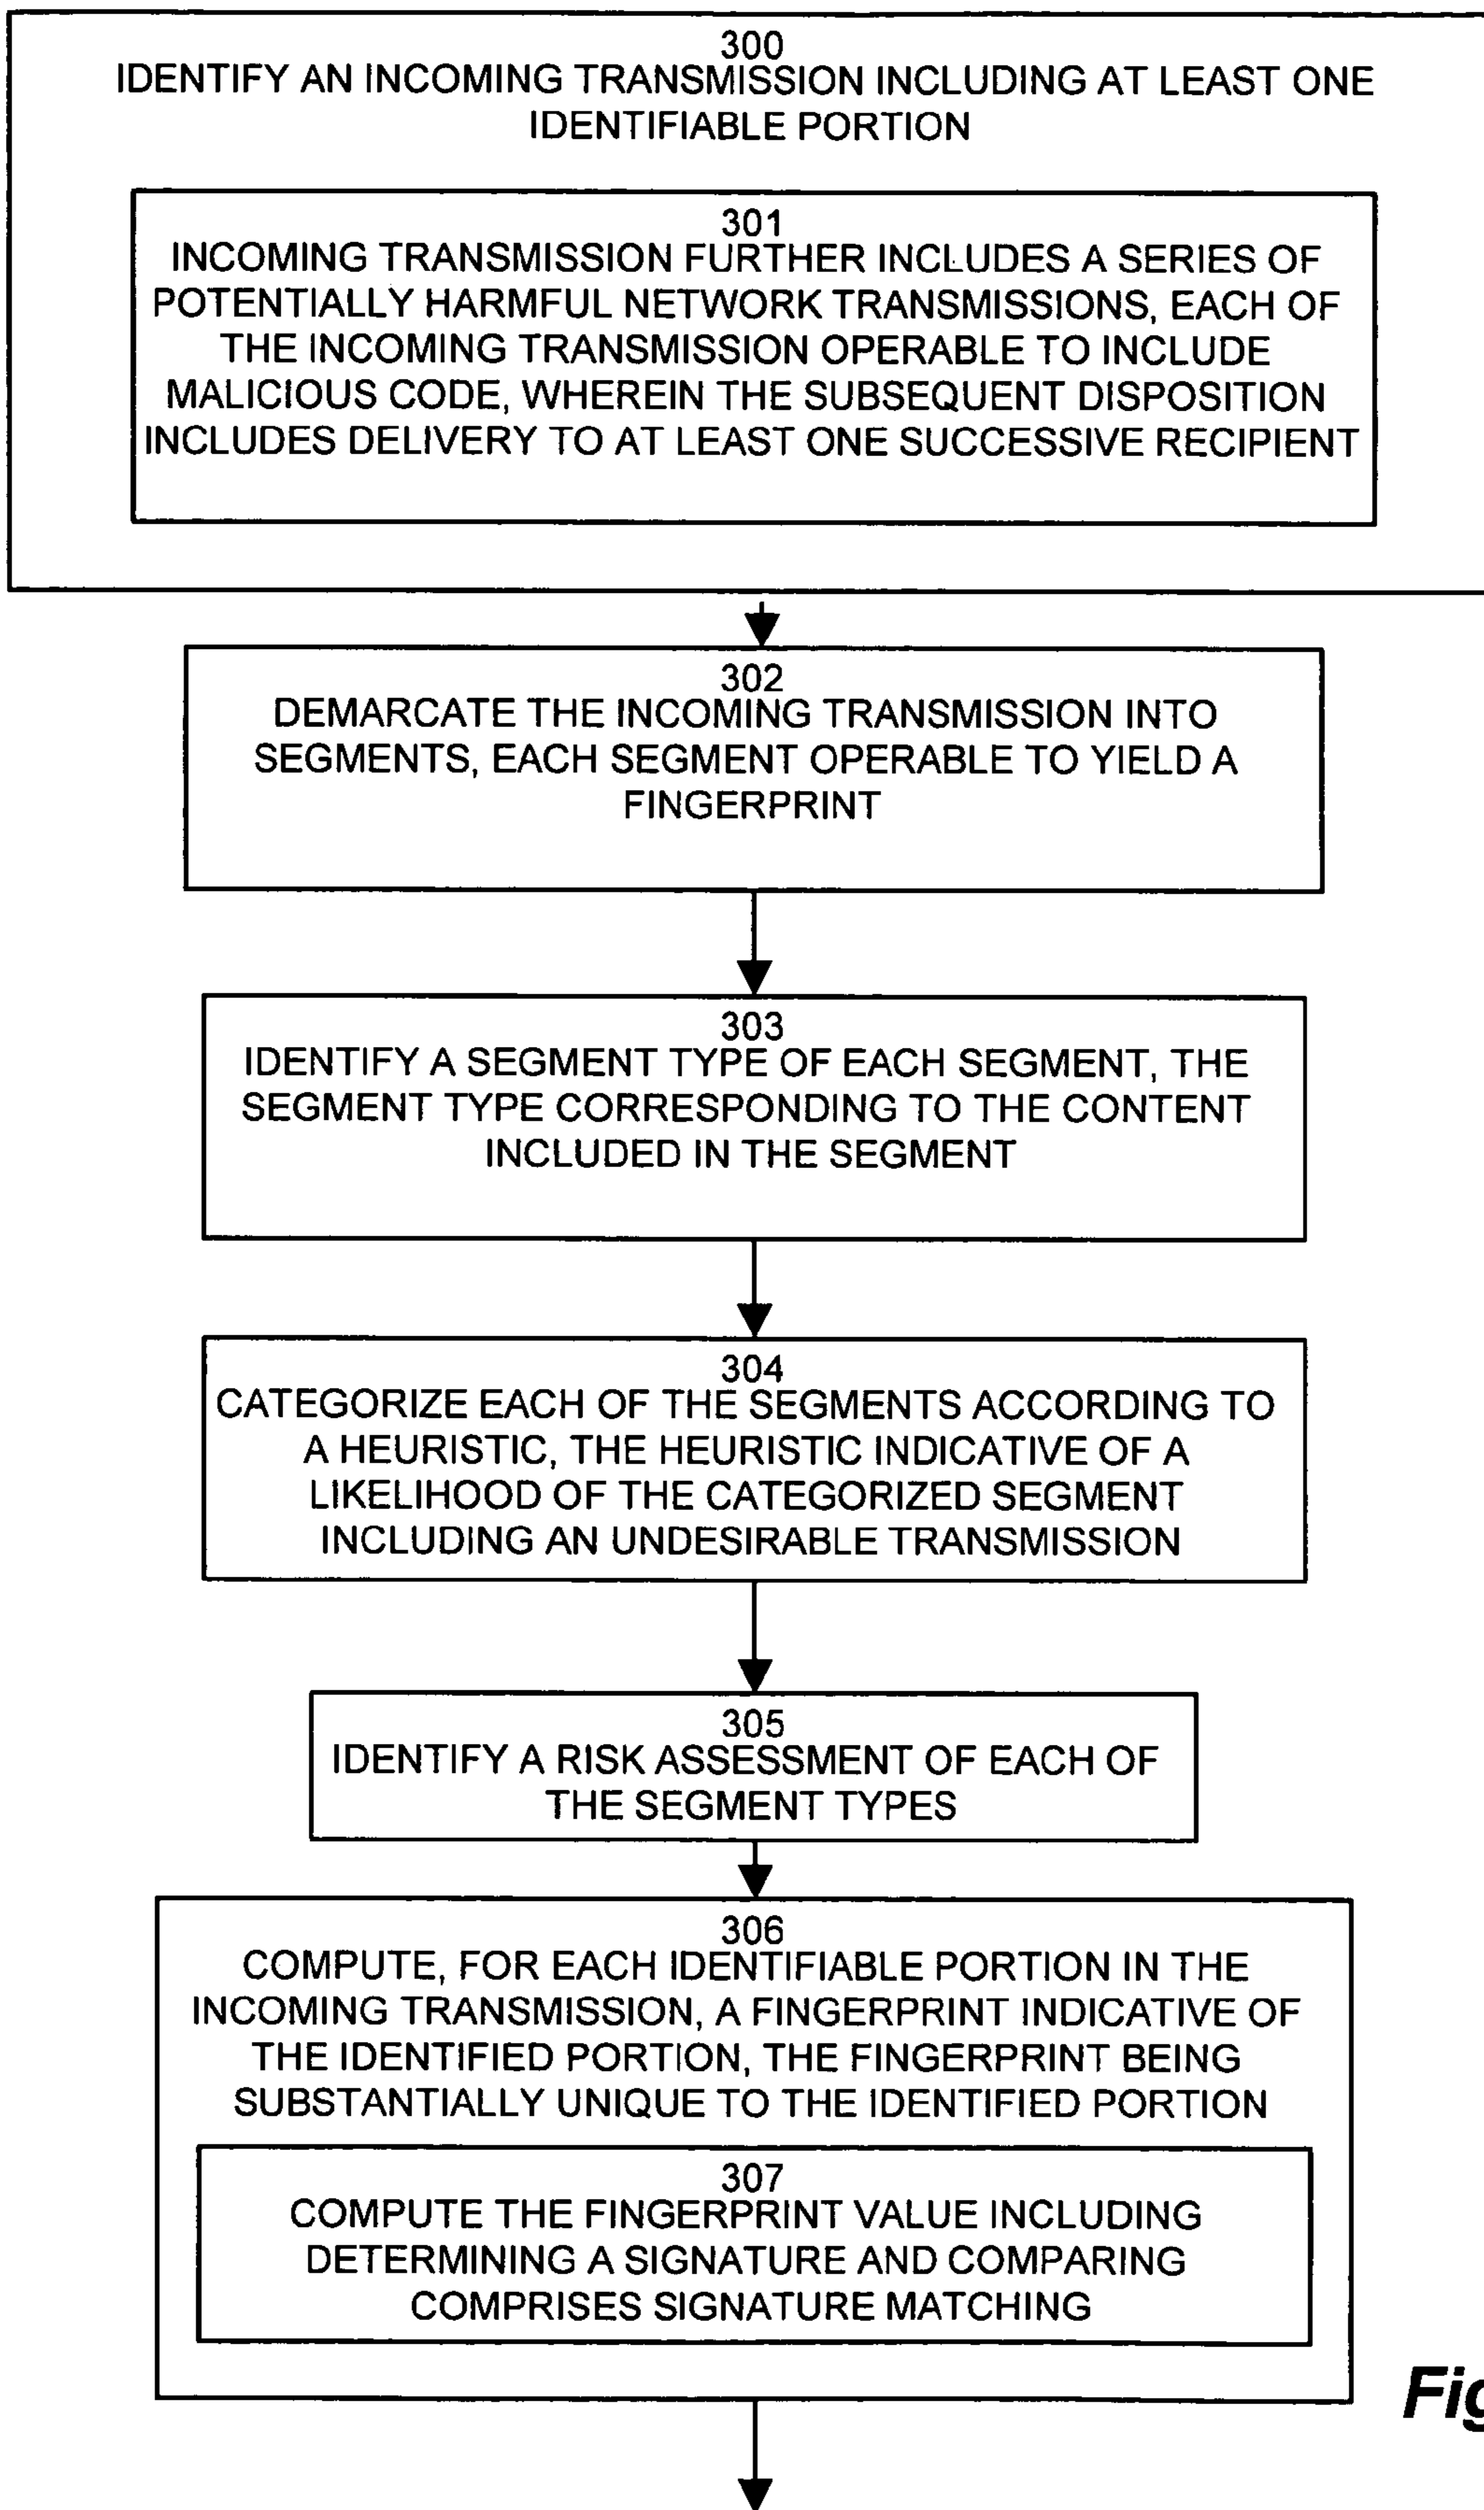 300
IDENTIFY AN INCOMING TRANSMISSION INCLUDING AT LEAST ONE
IDENTIFIABLE PORTION
301
INCOMING TRANSMISSION FURTHER INCLUDES A SERIES OF
POTENTIALLY HARMFUL NETWORK TRANSMISSIONS, EACH OF
THE INCOMING TRANSMISSION OPERABLE TO INCLUDE
MALICIOUS CODE, WHEREIN THE SUBSEQUENT DISPOSITION
INCLUDES DELIVERY TO AT LEAST ONE SUCCESSIVE RECIPIENT
302
DEMARCATE THE INCOMING TRANSMISSION INTO
SEGMENTS, EACH SEGMENT OPERABLE TO YIELD A
FINGERPRINT
303
IDENTIFY A SEGMENT TYPE OF EACH SEGMENT, THE
SEGMENT TYPE CORRESPONDING TO THE CONTENT
INCLUDED IN THE SEGMENT
304
CATEGORIZE EACH OF THE SEGMENTS ACCORDING TO
A HEURISTIC, THE HEURISTIC INDICATIVE OF A
LIKELIHOOD OF THE CATEGORIZED SEGMENT
INCLUDING AN UNDESIRABLE TRANSMISSION
305
IDENTIFY A RISK ASSESSMENT OF EACH OF
THE SEGMENT TYPES
306
COMPUTE, FOR EACH IDENTIFIABLE PORTION IN THE
INCOMING TRANSMISSION, A FINGERPRINT INDICATIVE OF
THE IDENTIFIED PORTION, THE FINGERPRINT BEING
SUBSTANTIALLY UNIQUE TO THE IDENTIFIED PORTION
307
COMPUTE THE FINGERPRINT VALUE INCLUDING
DETERMINING A SIGNATURE AND COMPARING
COMPRISES SIGNATURE MATCHING
Fig